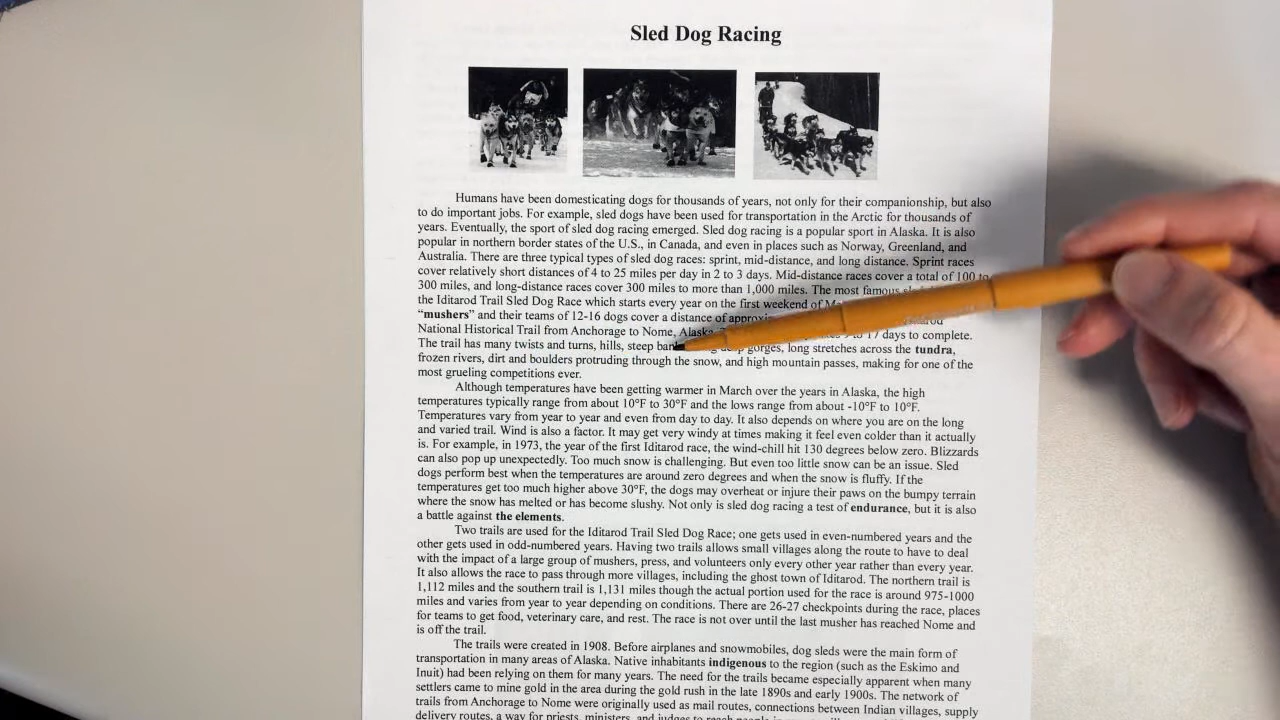 Sled Dog Racing
Humans have been domesticating dogs for thousands of years, not only for their companionship, but also
to do important jobs. For example, sled dogs have been used for transportation in the Arctic for thousands of
years. Eventually, the sport of sled dog racing emerged. Sled dog racing is a popular sport in Alaska. It is also
popular in northern border states of the U.S., in Canada, and even in places such as Norway, Greenland, and
Australia. There are three typical types of sled dog races: sprint, mid-distance, and long distance. Sprint races
cover relatively short distances of 4 to 25 miles per day in 2 to 3 days. Mid-distance races cover a total of 100 to
300 miles, and long-distance races cover 300 miles to more than 1,000 miles. The most famous
the Iditarod Trail Sled Dog Race which starts every year on the first weekend of
“mushers” and their teams of 12-16 dogs cover a distance of
National Historical Trail from Anchorage to Nome, Alaska. 17 days to complete.
The trail has many twists and turns, hills, steep gorges, long stretches across the tundra,
frozen rivers, dirt and boulders protruding through the snow, and high mountain passes, making for one of the
most grueling competitions ever.
Although temperatures have been getting warmer in March over the years in Alaska, the high
temperatures typically range from about 10°F to 30°F and the lows range from about -10°F to 10°F.
Temperatures vary from year to year and even from day to day. It also depends on where you are on the long
and varied trail. Wind is also a factor. It may get very windy at times making it feel even colder than it actually
is. For example, in 1973, the year of the first Iditarod race, the wind-chill hit 130 degrees below zero. Blizzards
can also pop up unexpectedly. Too much snow is challenging. But even too little snow can be an issue. Sled
dogs perform best when the temperatures are around zero degrees and when the snow is fluffy. If the
temperatures get too much higher above 30°F, the dogs may overheat or injure their paws on the bumpy terrain
where the snow has melted or has become slushy. Not only is sled dog racing a test of endurance, but it is also
a battle against the elements.
Two trails are used for the Iditarod Trail Sled Dog Race; one gets used in even-numbered years and the
other gets used in odd-numbered years. Having two trails allows small villages along the route to have to deal
with the impact of a large group of mushers, press, and volunteers only every other year rather than every year.
It also allows the race to pass through more villages, including the ghost town of Iditarod. The northern trail is
1,112 miles and the southern trail is 1,131 miles though the actual portion used for the race is around 975-1000
miles and varies from year to year depending on conditions. There are 26-27 checkpoints during the race, places
for teams to get food, veterinary care, and rest. The race is not over until the last musher has reached Nome and
is off the trail.
The trails were created in 1908. Before airplanes and snowmobiles, dog sleds were the main form of
transportation in many areas of Alaska. Native inhabitants indigenous to the region (such as the Eskimo and
Inuit) had been relying on them for many years. The need for the trails became especially apparent when many
settlers came to mine gold in the area during the gold rush in the late 1890s and early 1900s. The network of
trails from Anchorage to Nome were originally used as mail routes, connections between Indian villages, supply
delivery routes, a way for priests, ministers, and judges to reach people in